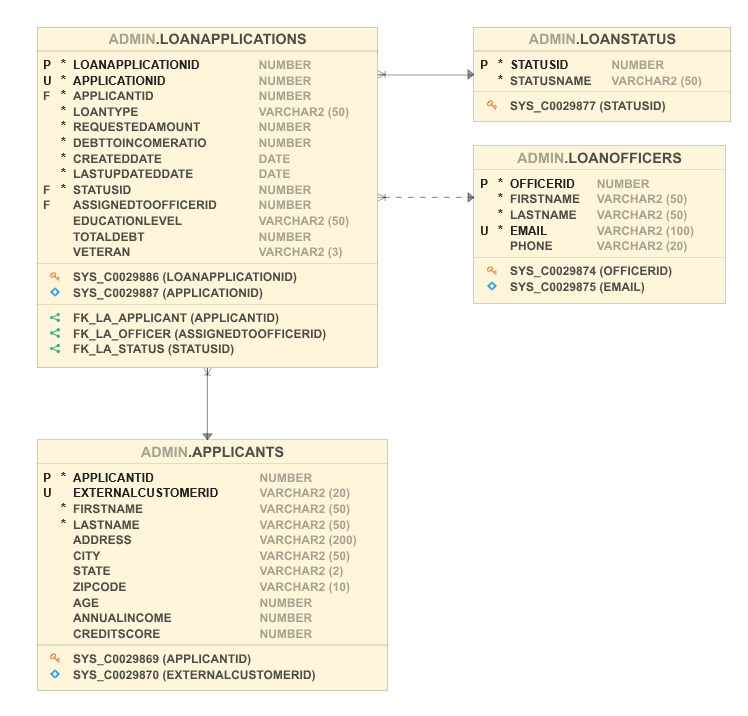 ADMIN.LOANAPPLICATIONS
P * LOANAPPLICATIONID NUMBER
U * APPLICATIONID NUMBER
F * APPLICANTID NUMBER
* LOANTYPE VARCHAR2 (50)
* REQUESTEDAMOUNT NUMBER
* DEBTTOINCOMERATIO NUMBER
* CREATEDDATE DATE
* LASTUPDATEDDATE DATE
F * STATUSID NUMBER
F ASSIGNEDTOOFFICERID NUMBER
EDUCATIONLEVEL VARCHAR2 (50)
TOTALDEBT NUMBER
VETERAN VARCHAR2 (3)
SYS_C0029886 (LOANAPPLICATIONID)
SYS_C0029887 (APPLICATIONID)
FK_LA_APPLICANT (APPLICANTID)
FK_LA_OFFICER (ASSIGNEDTOOFFICERID)
FK_LA_STATUS (STATUSID)
ADMIN.LOANSTATUS
P * STATUSID NUMBER
* STATUSNAME VARCHAR2 (50)
SYS_C0029877 (STATUSID)
ADMIN.LOANOFFICERS
P * OFFICERID NUMBER
* FIRSTNAME VARCHAR2 (50)
* LASTNAME VARCHAR2 (50)
U * EMAIL VARCHAR2 (100)
PHONE VARCHAR2 (20)
SYS_C0029874 (OFFICERID)
SYS_C0029875 (EMAIL)
ADMIN.APPLICANTS
P * APPLICANTID NUMBER
U EXTERNALCUSTOMERID VARCHAR2 (20)
* FIRSTNAME VARCHAR2 (50)
* LASTNAME VARCHAR2 (50)
ADDRESS VARCHAR2 (200)
CITY VARCHAR2 (50)
STATE VARCHAR2 (2)
ZIPCODE VARCHAR2 (10)
AGE NUMBER
ANNUALINCOME NUMBER
CREDITSCORE NUMBER
SYS_C0029869 (APPLICANTID)
SYS_C0029870 (EXTERNALCUSTOMERID)